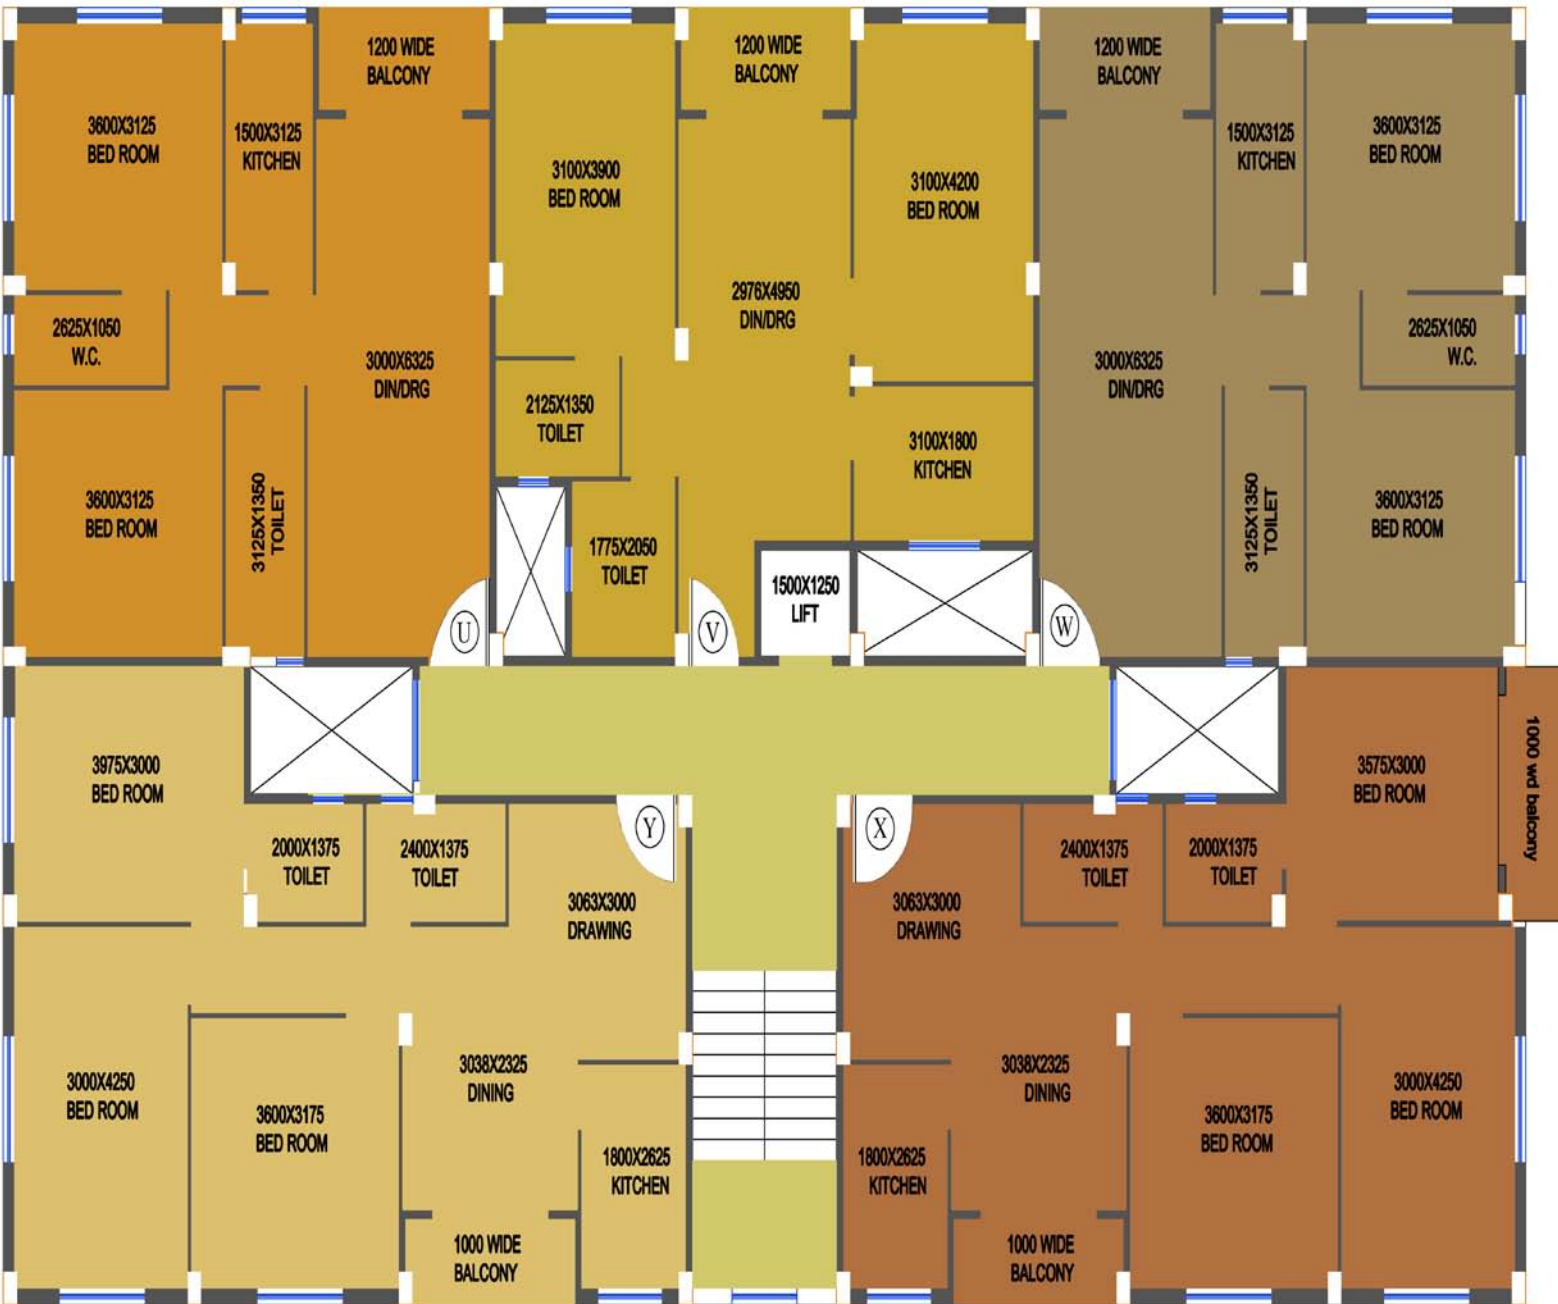 3600X3125
BED ROOM
1500X3125
KITCHEN
1200 WIDE
BALCONY
3100X3900
BED ROOM
1200 WIDE
BALCONY
3100X4200
BED ROOM
1200 WIDE
BALCONY
1500X3125
KITCHEN
3600X3125
BED ROOM
2625X1050
W.C.
3000X6325
DIN/DRG
2976X4950
DIN/DRG
3000X6325
DIN/DRG
2625X1050
W.C.
2125X1350
TOILET
3100X1800
KITCHEN
3600X3125
BED ROOM
3125X1350
TOILET
1775X2050
TOILET
1500X1250
LIFT
3125X1350
TOILET
3600X3125
BED ROOM
U
V
W
3975X3000
BED ROOM
3575X3000
BED ROOM
1000 wd balcony
2000X1375
TOILET
2400X1375
TOILET
Y
X
2400X1375
TOILET
2000X1375
TOILET
3063X3000
DRAWING
3063X3000
DRAWING
3000X4250
BED ROOM
3600X3175
BED ROOM
3038X2325
DINING
1800X2625
KITCHEN
1000 WIDE
BALCONY
1800X2625
KITCHEN
3038X2325
DINING
1000 WIDE
BALCONY
3600X3175
BED ROOM
3000X4250
BED ROOM